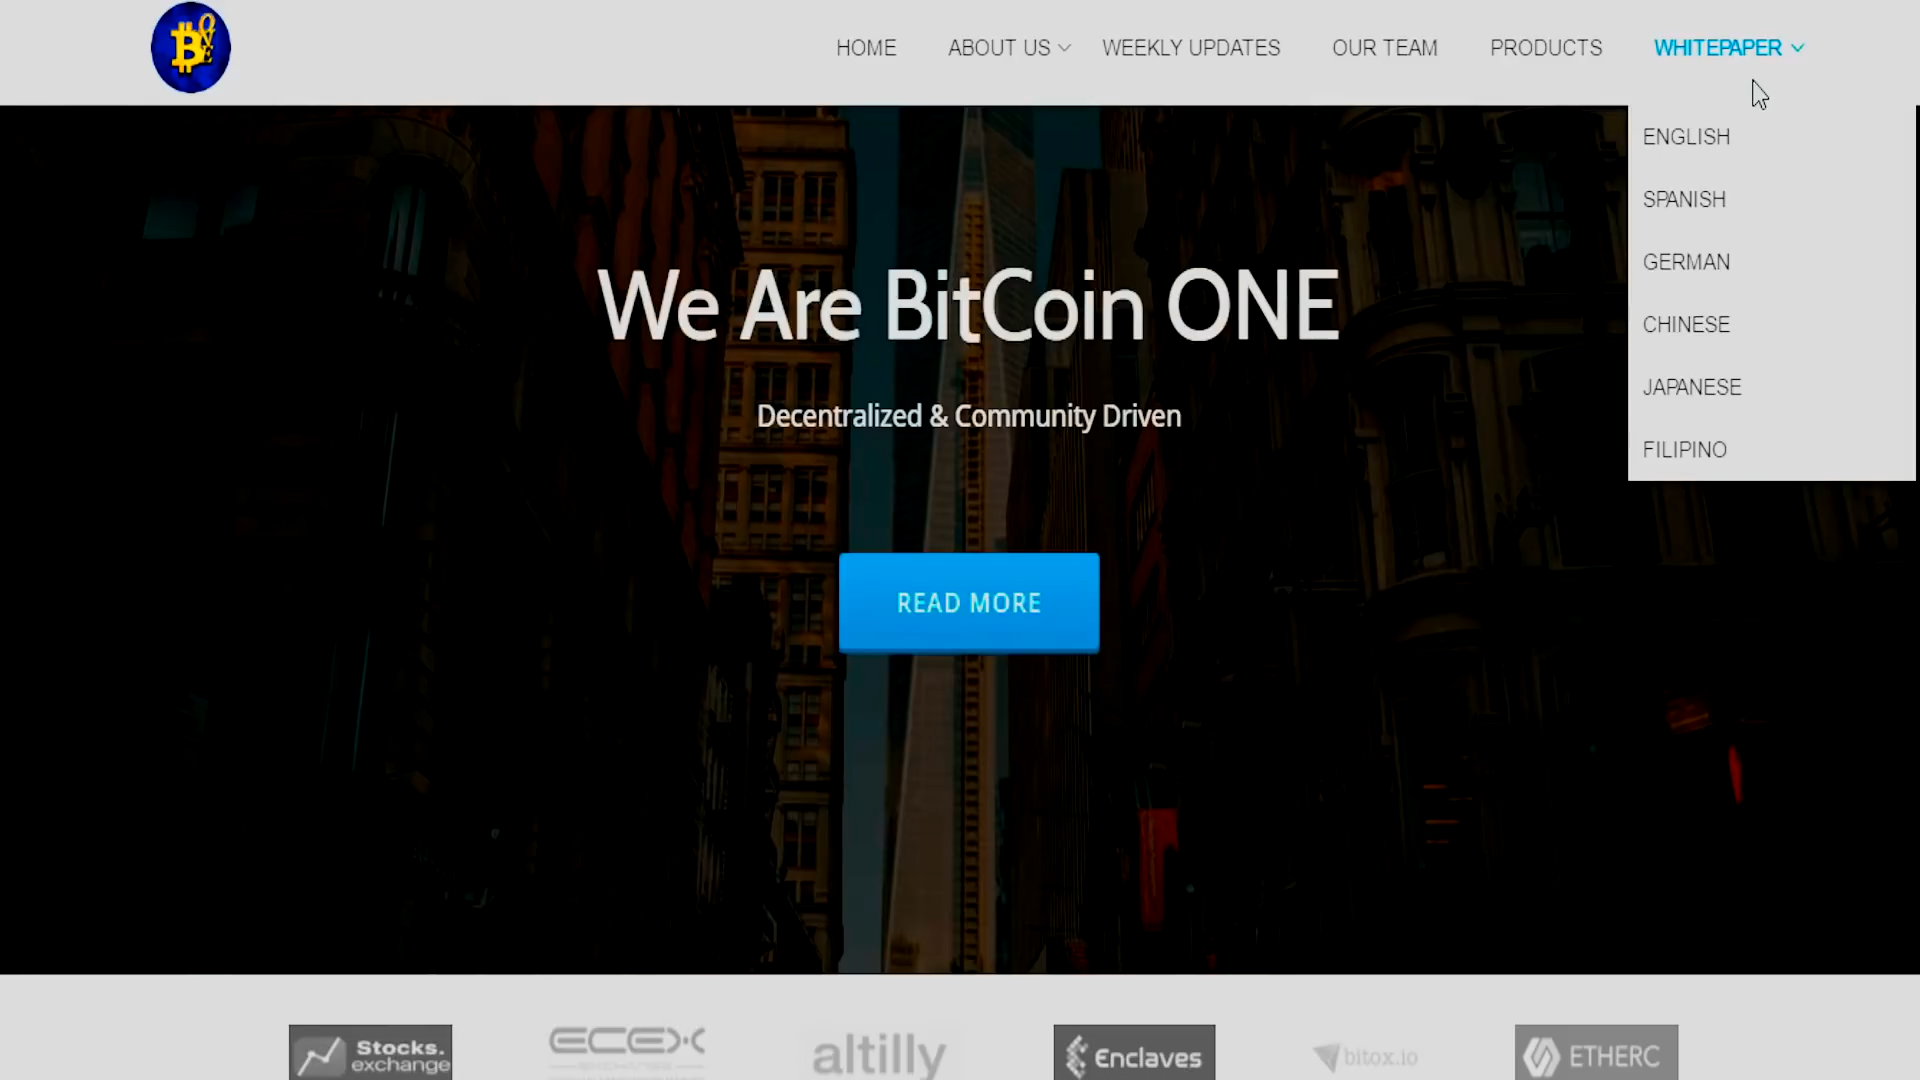 HOME
ABOUT US
WEEKLY UPDATES
OUR TEAM
PRODUCTS
WHITEPAPER
ENGLISH
SPANISH
GERMAN
CHINESE
JAPANESE
FILIPINO
We Are BitCoin ONE
Decentralized & Community Driven
READ MORE
Stocks.
exchange
ECEX
altilly
Enclaves
bitox.io
ETHERC